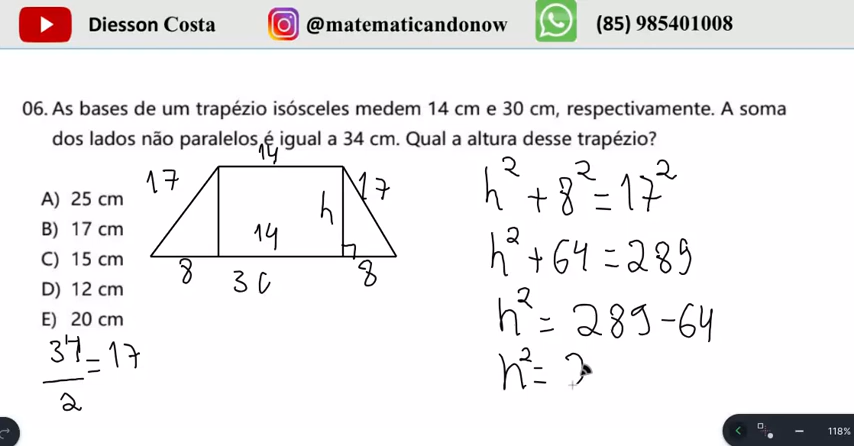 Diesson Costa @matematicandonow (85) 985401008
06. As bases de um trapézio isósceles medem 14 cm e 30 cm, respectivamente. A soma
dos lados não paralelos é igual a 34 cm. Qual a altura desse trapézio?
14
17
17
h
14
8
30
8
A) 25 cm
B) 17 cm
C) 15 cm
D) 12 cm
E) 20 cm
34/2 = 17
h² + 8² = 17²
h² + 64 = 289
h² = 289 - 64
h² = 2
118%